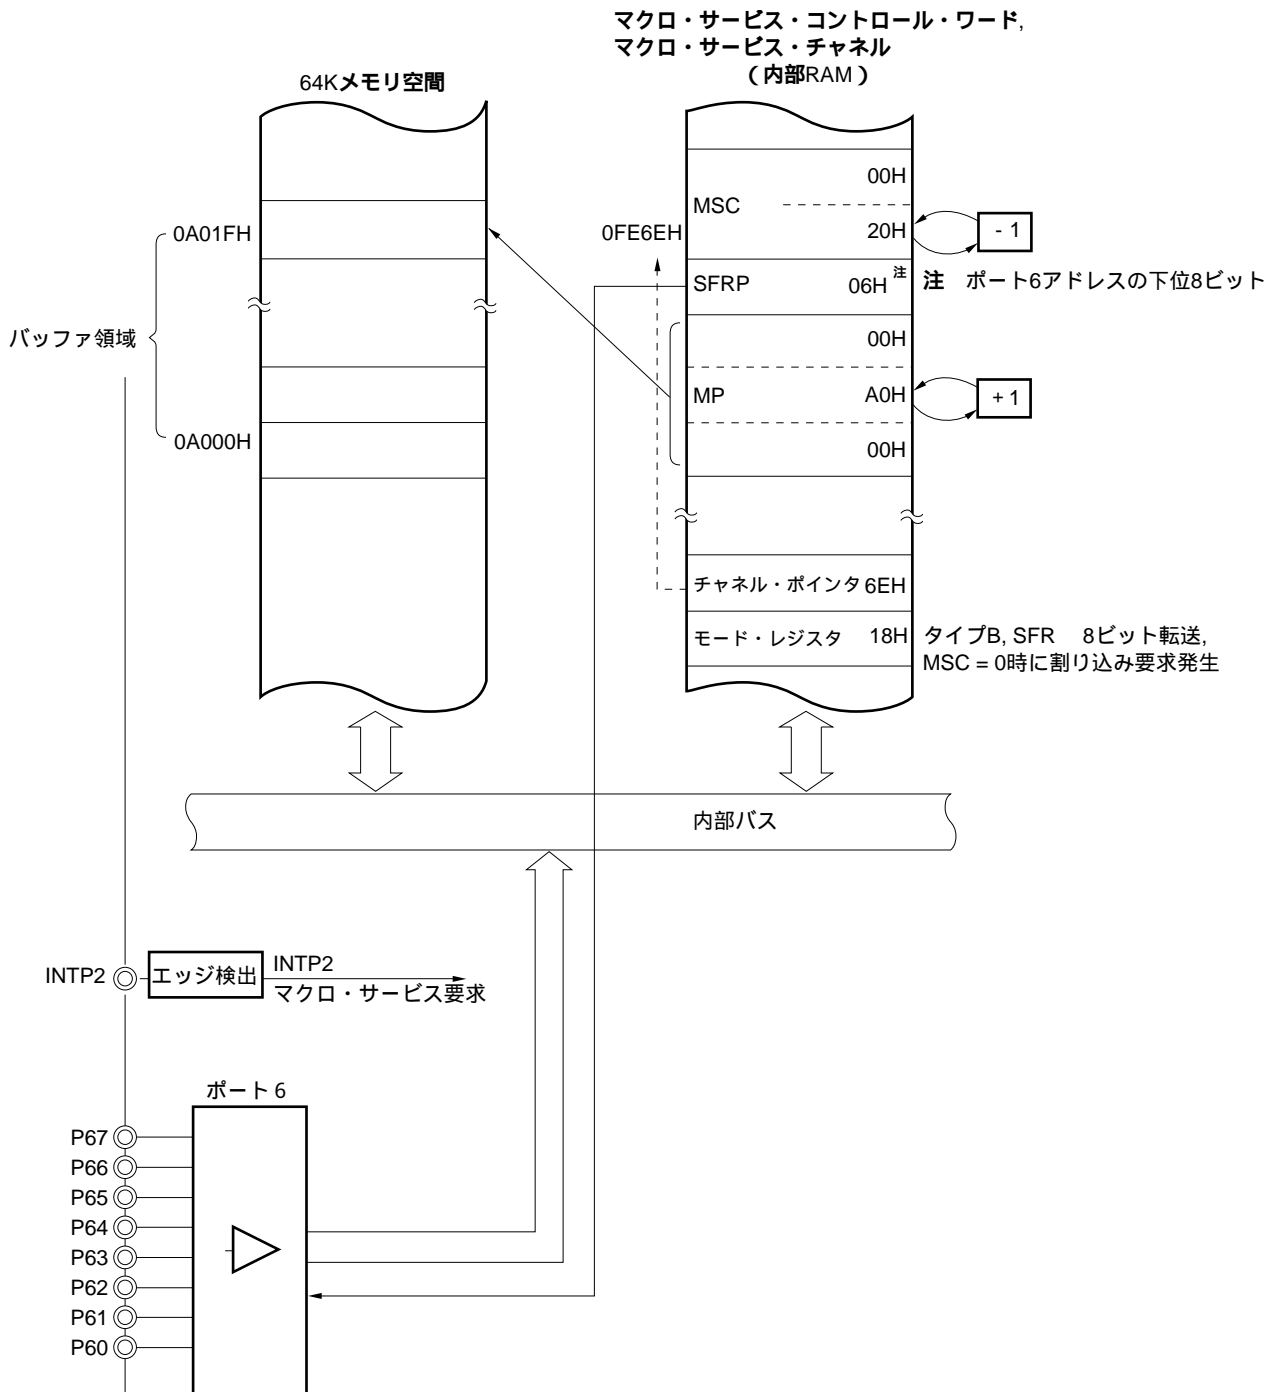 マクロ・サービス・コントロール・ワード,
マクロ・サービス・チャネル
（内部RAM）
64Kメモリ空間
00H
MSC
0A01FH
0FE6EH
20H
- 1
SFRP
06H 注
注 ポート6アドレスの下位8ビット
バッファ領域
00H
MP
A0H
+ 1
0A000H
00H
チャネル・ポインタ 6EH
モード・レジスタ 18H
タイプB, SFR 8ビット転送,
MSC = 0時に割り込み要求発生
内部バス
INTP2
エッジ検出
INTP2
マクロ・サービス要求
ポート6
P67
P66
P65
P64
P63
P62
P61
P60